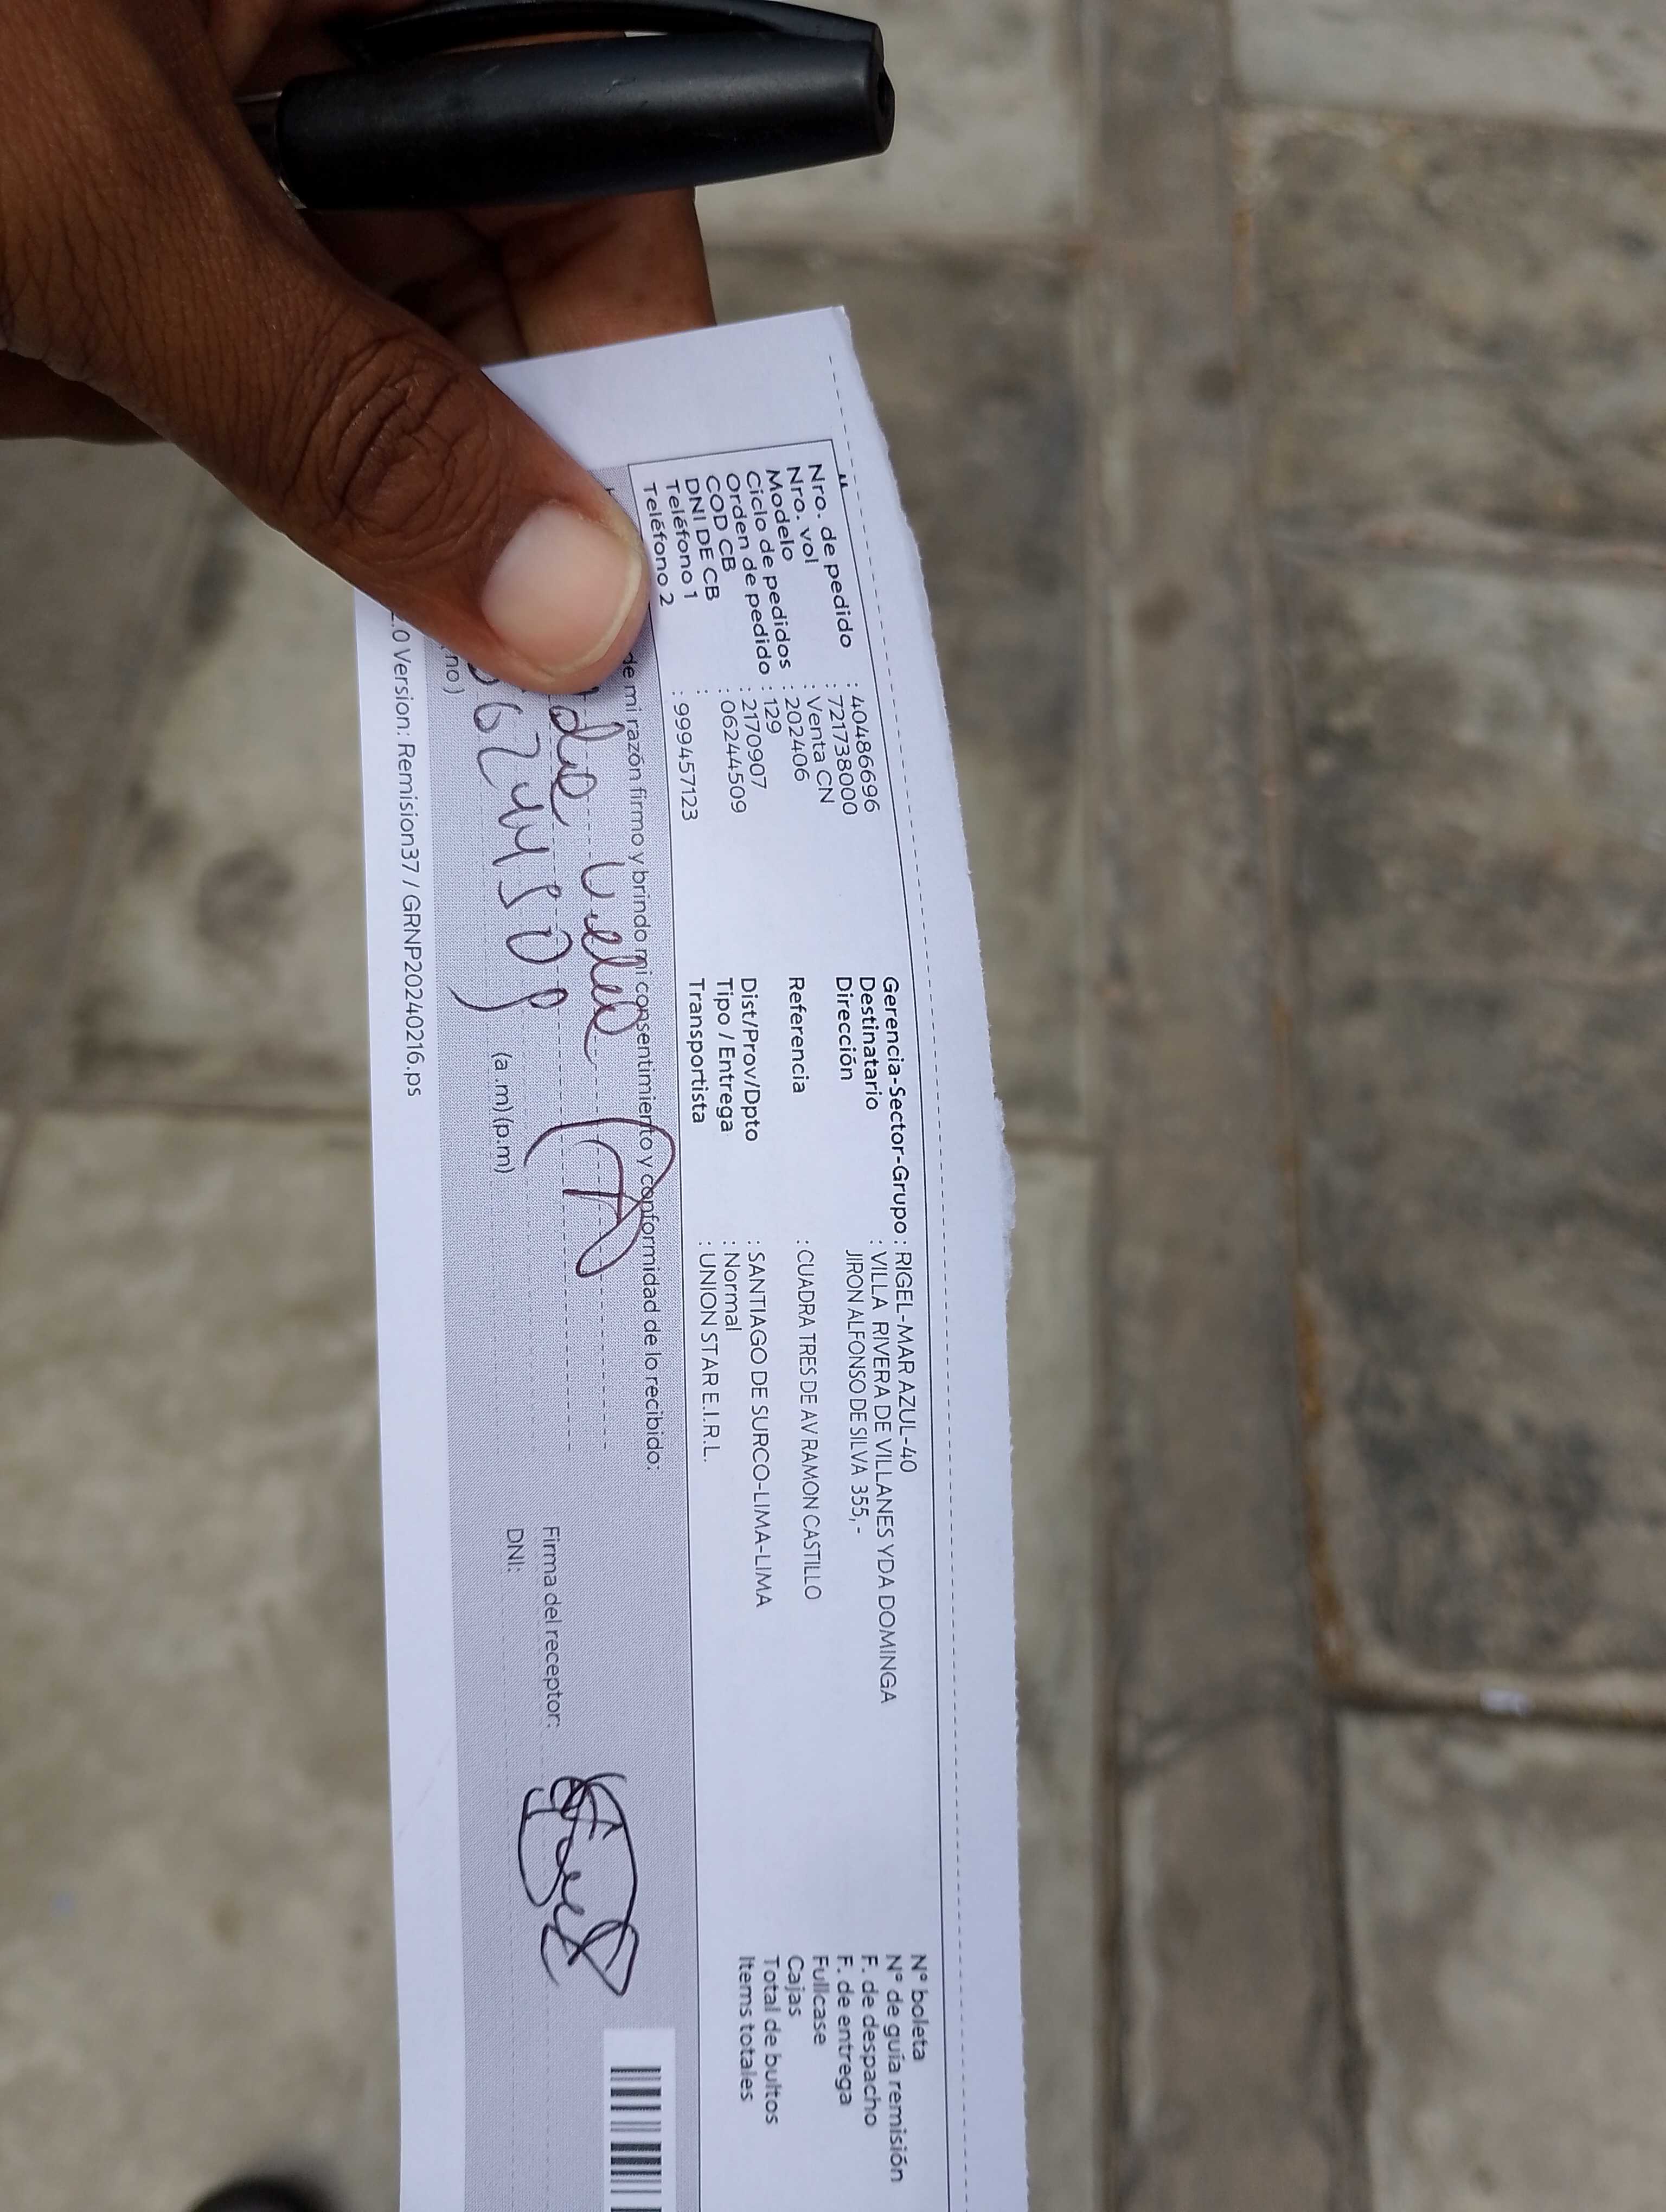 Nro. de pedido : 40486696
Nro. vol : 721738000
Modelo : Venta CN
Ciclo de pedidos : 202406
Orden de pedido : 129
COD CB : 2170907
DNI DE CB : 06244509
Teléfono 1 :
Teléfono 2 : 999457123
Gerencia-Sector-Grupo : RIGEL-MAR AZUL-40
Destinatario : VILLA RIVERA DE VILLANES YDA DOMINGA
Dirección JIRON ALFONSO DE SILVA 355,-
Referencia : CUADRA TRES DE AV RAMON CASTILLO
Dist/Prov/Dpto : SANTIAGO DE SURCO-LIMA-LIMA
Tipo / Entrega : Normal
Transportista : UNION STAR E.I.R.L.
N° boleta
N° de guía remisión
F. de despacho
F. de entrega
Fullcase
Cajas
Total de bultos
Items totales
de mi razón firmo y brindo mi consentimiento y conformidad de lo recibido:
(a .m) (p.m)
Firma del receptor:
DNI:
.0 Version: Remision37 / GRNP20240216.ps